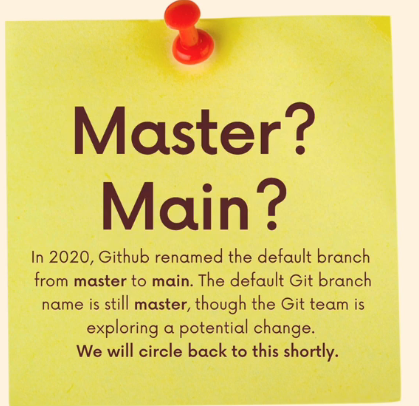 Master?
Main?
In 2020, Github renamed the default branch
from master to main. The default Git branch
name is still master, though the Git team is
exploring a potential change.
We will circle back to this shortly.